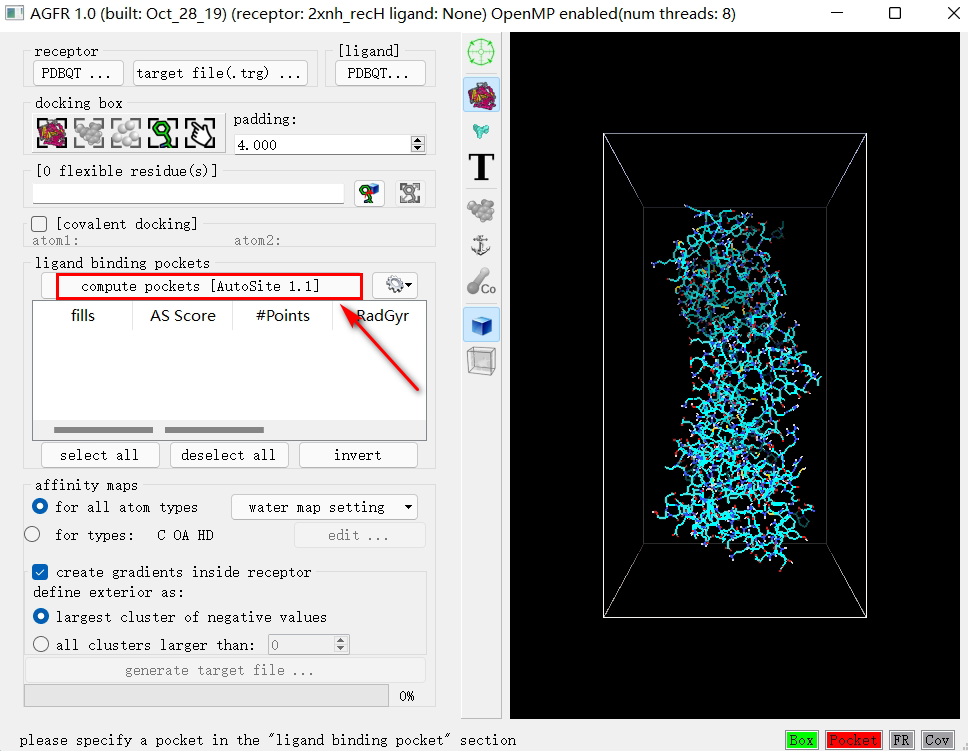 AGFR 1.0 (built: Oct_28_19) (receptor: 2xnh_recH ligand: None) OpenMP enabled(num threads: 8)
receptor [ligand]
PDBQT ... target file(.trg) ... PDBQT...
docking box
padding:
4.000
[0 flexible residue(s)]
[covalent docking]
atom1: atom2:
ligand binding pockets
compute pockets [AutoSite 1.1]
fills AS Score #Points RadGyr
select all deselect all invert
affinity maps
for all atom types water map setting
for types: C OA HD edit ...
create gradients inside receptor
define exterior as:
largest cluster of negative values
all clusters larger than: 0
generate target file ...
0%
T
Co
please specify a pocket in the "ligand binding pocket" section Box Pocket FR Cov